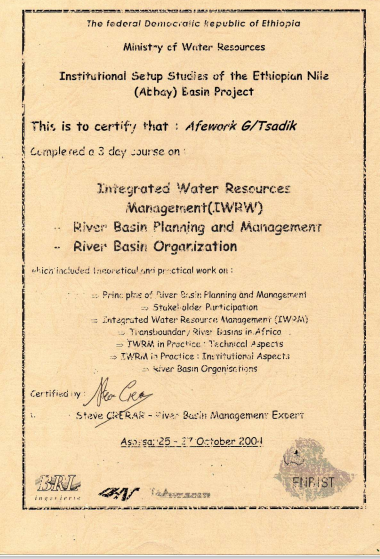 The federal Democratic Republic of Ethiopia
Ministry of Water Resources
Institutional Setup Studies of the Ethiopian Nile
(Abbay) Basin Project
This is to certify that : Afework G/Tsadik
Completed a 3 day course on :
Integrated Water Resources
Management(IWRW)
- River Basin Planning and Management
- River Basin Organization
which included theoretical and practical work on :
⇒ Principles of River Basin Planning and Management
⇒ Stakeholder Participation
⇒ Integrated Water Resource Management (IWRM)
⇒ Transboundary River Basins in Africa
⇒ IWRM in Practice : Technical Aspects
⇒ IWRM in Practice : Institutional Aspects
⇒ River Basin Organisations
Certified by :
Steve CRERAR - River Basin Management Expert
Assosa, 25 - 27 October 2004
BRL
ingénierie
ENBIST